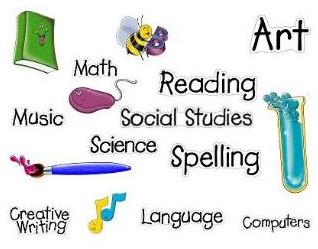 Art
Math
Reading
Music
Social Studies
Science
Spelling
Creative
Writing
Language
Computers